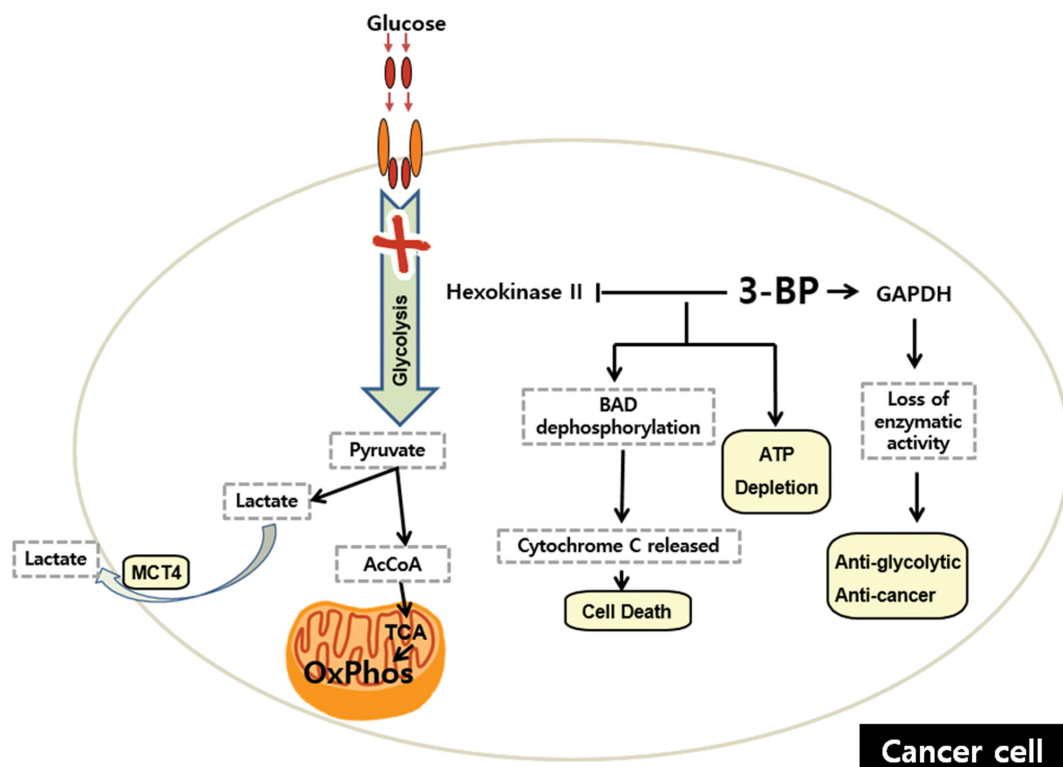 Glucose
Glycolysis
Hexokinase II
3-BP
GAPDH
BAD
dephosphorylation
Loss of
enzymatic
activity
ATP
Depletion
Pyruvate
Lactate
Lactate
MCT4
AcCoA
Cytochrome C released
Anti-glycolytic
Anti-cancer
Cell Death
TCA
OxPhos
Cancer cell